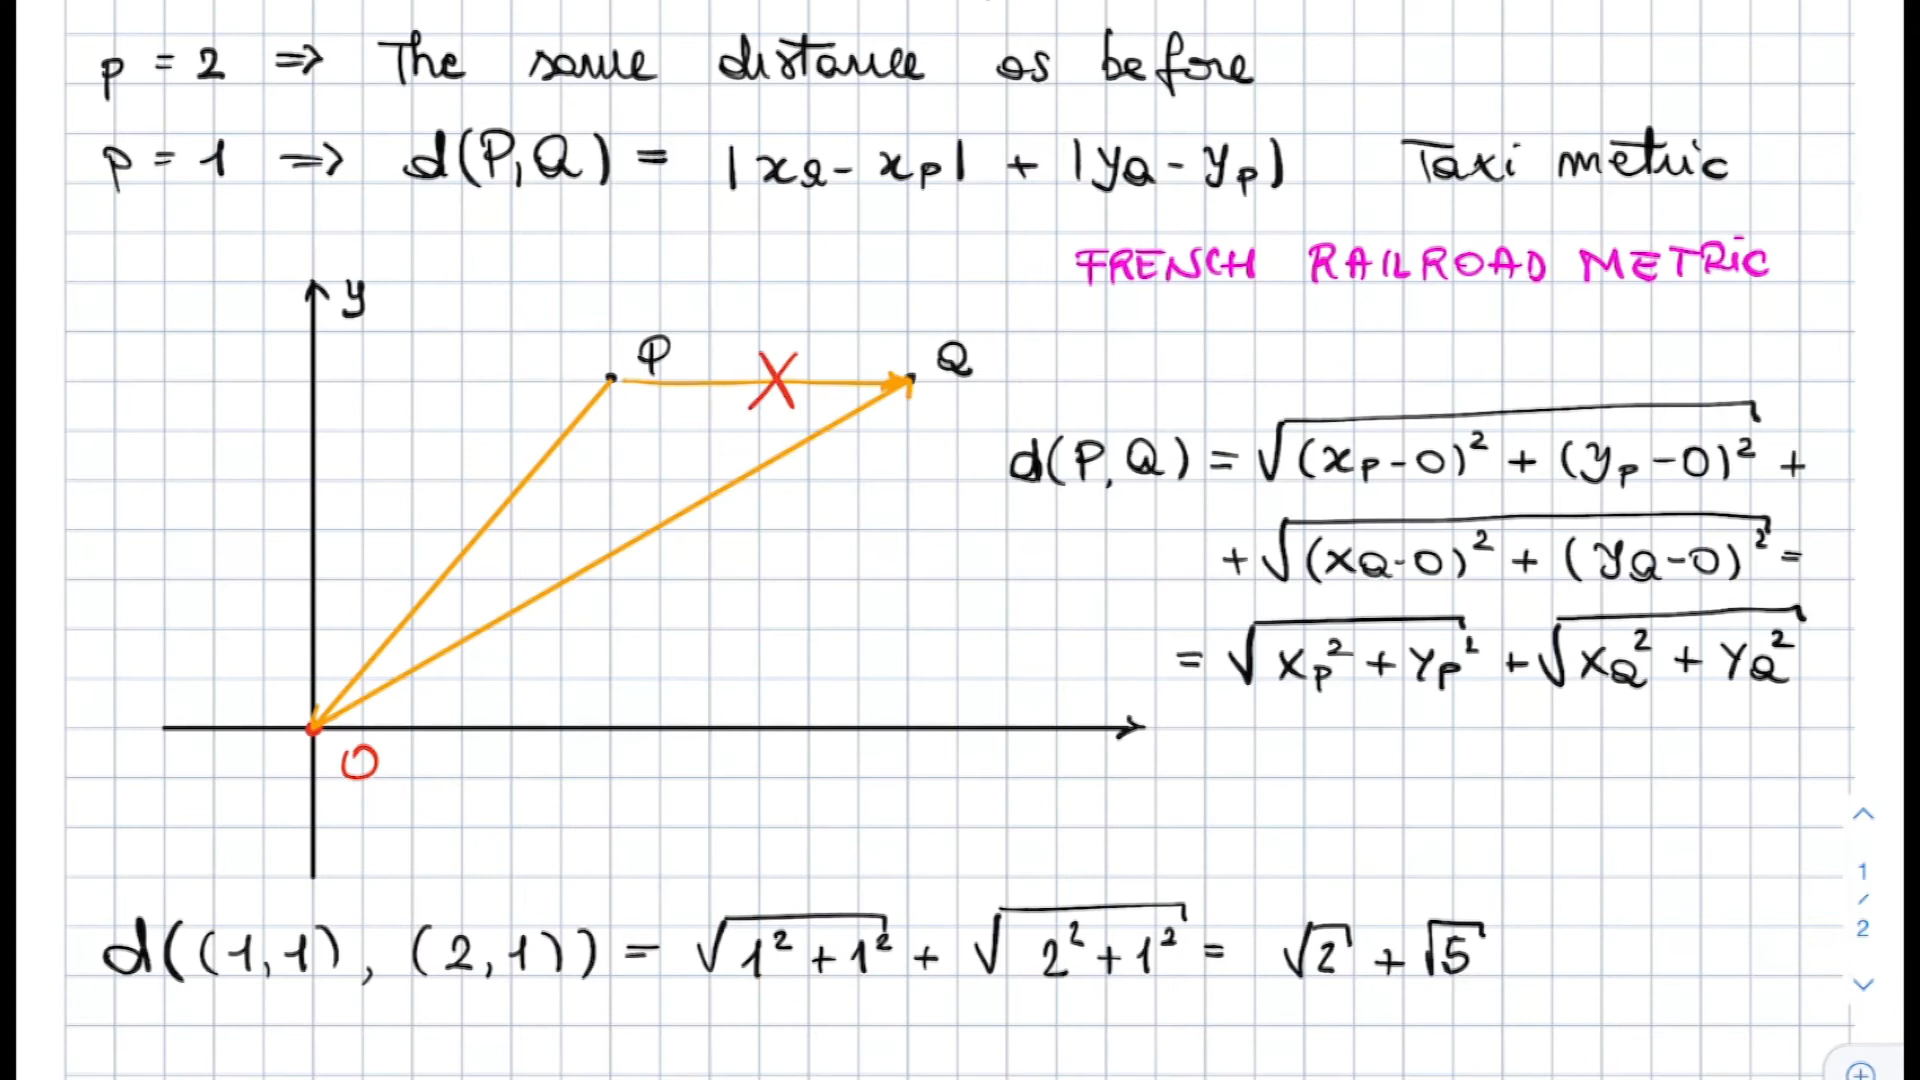 p = 2 => The same distance as before
p = 1 => d(P,Q) = |xQ - xP| + |yQ - yP| Taxi metric
FRENCH RAILROAD METRIC
y
P
Q
d(P,Q) = √((xP-0)² + (yP-0)²) +
+ √((xQ-0)² + (yQ-0)²) =
= √(xP² + yP²) + √(xQ² + yQ²)
O
1
/
2
d((1,1), (2,1)) = √(1² + 1²) + √(2² + 1²) = √2 + √5